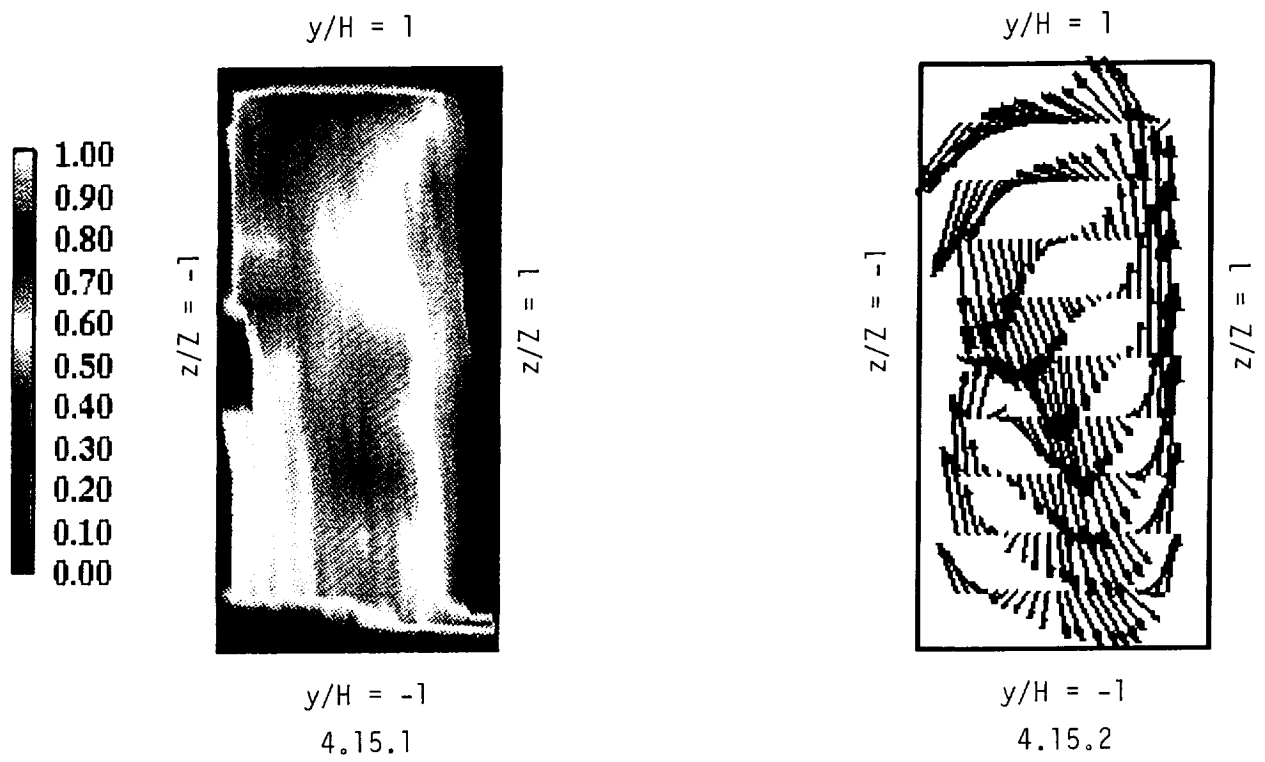 y/H = 1
1.00
0.90
0.80
0.70
0.60
0.50
0.40
0.30
0.20
0.10
0.00
z/Z = -1
z/Z = 1
y/H = -1
4.15.1
y/H = 1
z/Z = -1
z/Z = 1
y/H = -1
4.15.2